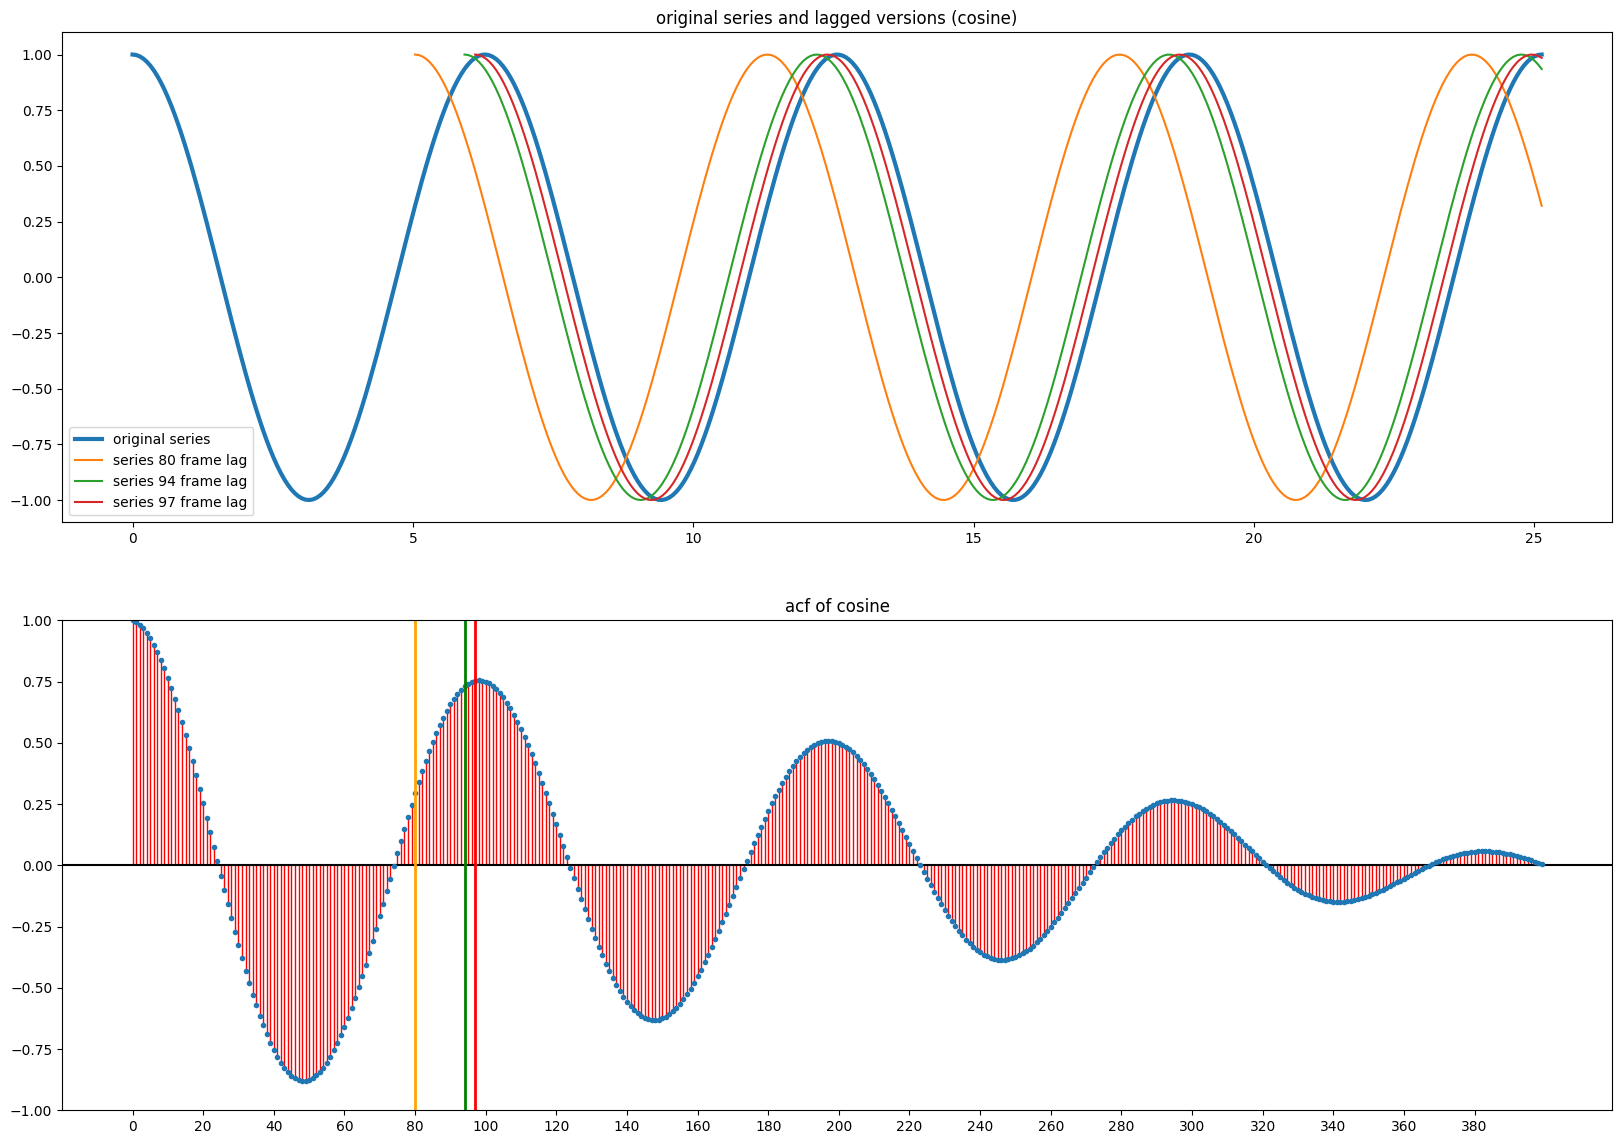 original series and lagged versions (cosine)
1.00
0.75
0.50
0.25
0.00
−0.25
−0.50
−0.75
−1.00
original series
series 80 frame lag
series 94 frame lag
series 97 frame lag
0 5 10 15 20 25
acf of cosine
1.00
0.75
0.50
0.25
0.00
−0.25
−0.50
−0.75
−1.00
0 20 40 60 80 100 120 140 160 180 200 220 240 260 280 300 320 340 360 380